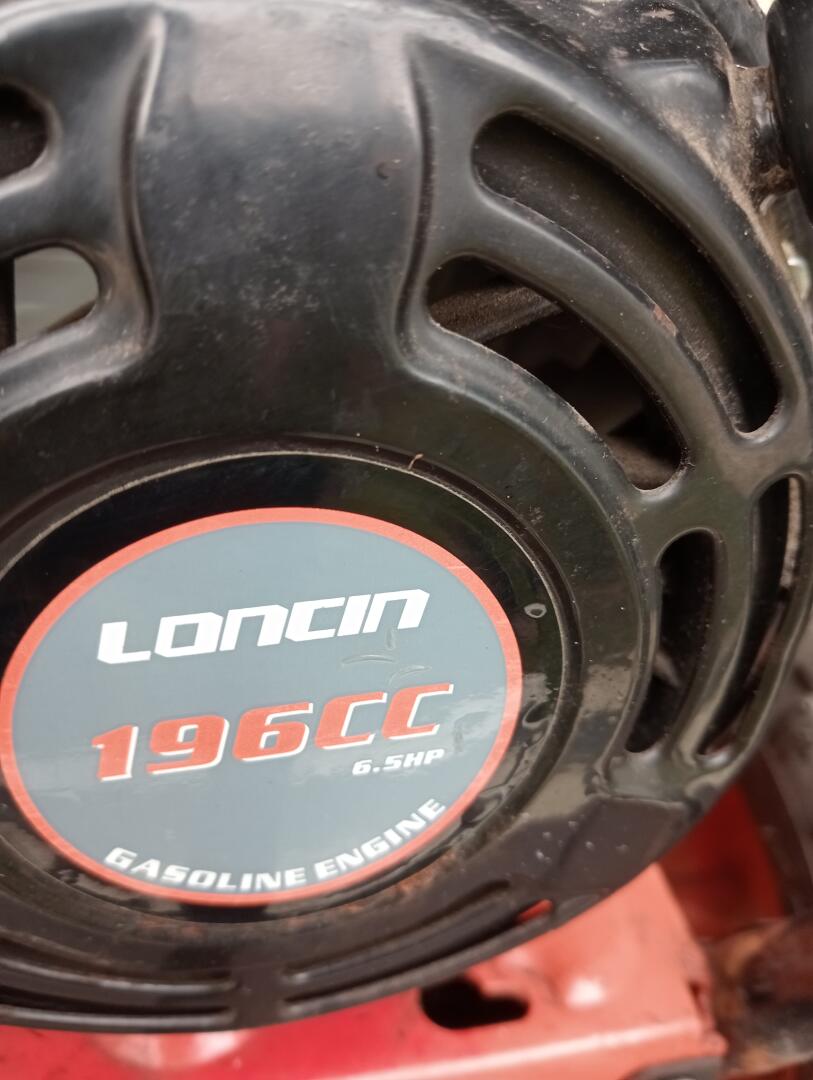 LONCIN
196CC
6.5HP
GASOLINE ENGINE